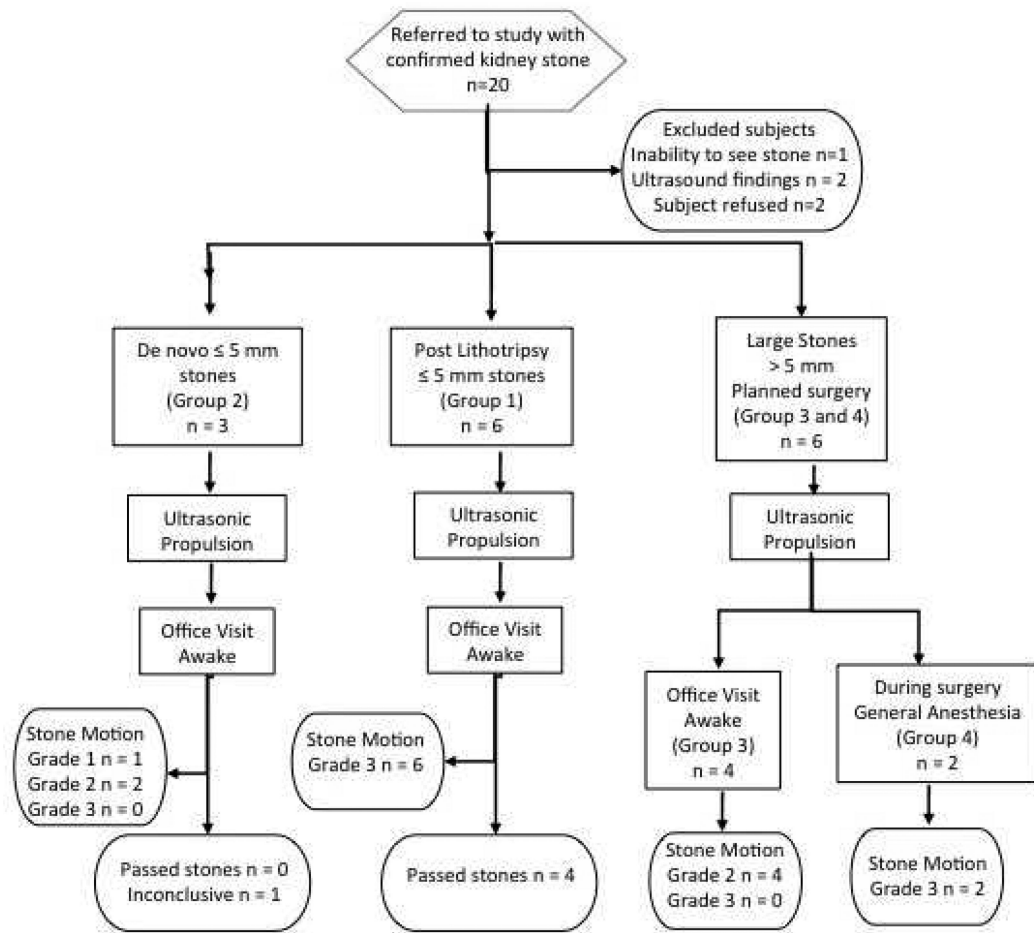 Referred to study with
confirmed kidney stone
n=20
Excluded subjects
Inability to see stone n=1
Ultrasound findings n = 2
Subject refused n=2
De novo ≤ 5 mm
stones
(Group 2)
n = 3
Post Lithotripsy
≤ 5 mm stones
(Group 1)
n = 6
Large Stones
> 5 mm
Planned surgery
(Group 3 and 4)
n = 6
Ultrasonic
Propulsion
Ultrasonic
Propulsion
Ultrasonic
Propulsion
Office Visit
Awake
Office Visit
Awake
Office Visit
Awake
(Group 3)
n = 4
During surgery
General Anesthesia
(Group 4)
n = 2
Stone Motion
Grade 1 n = 1
Grade 2 n = 2
Grade 3 n = 0
Stone Motion
Grade 3 n = 6
Passed stones n = 0
Inconclusive n = 1
Passed stones n = 4
Stone Motion
Grade 2 n = 4
Grade 3 n = 0
Stone Motion
Grade 3 n = 2